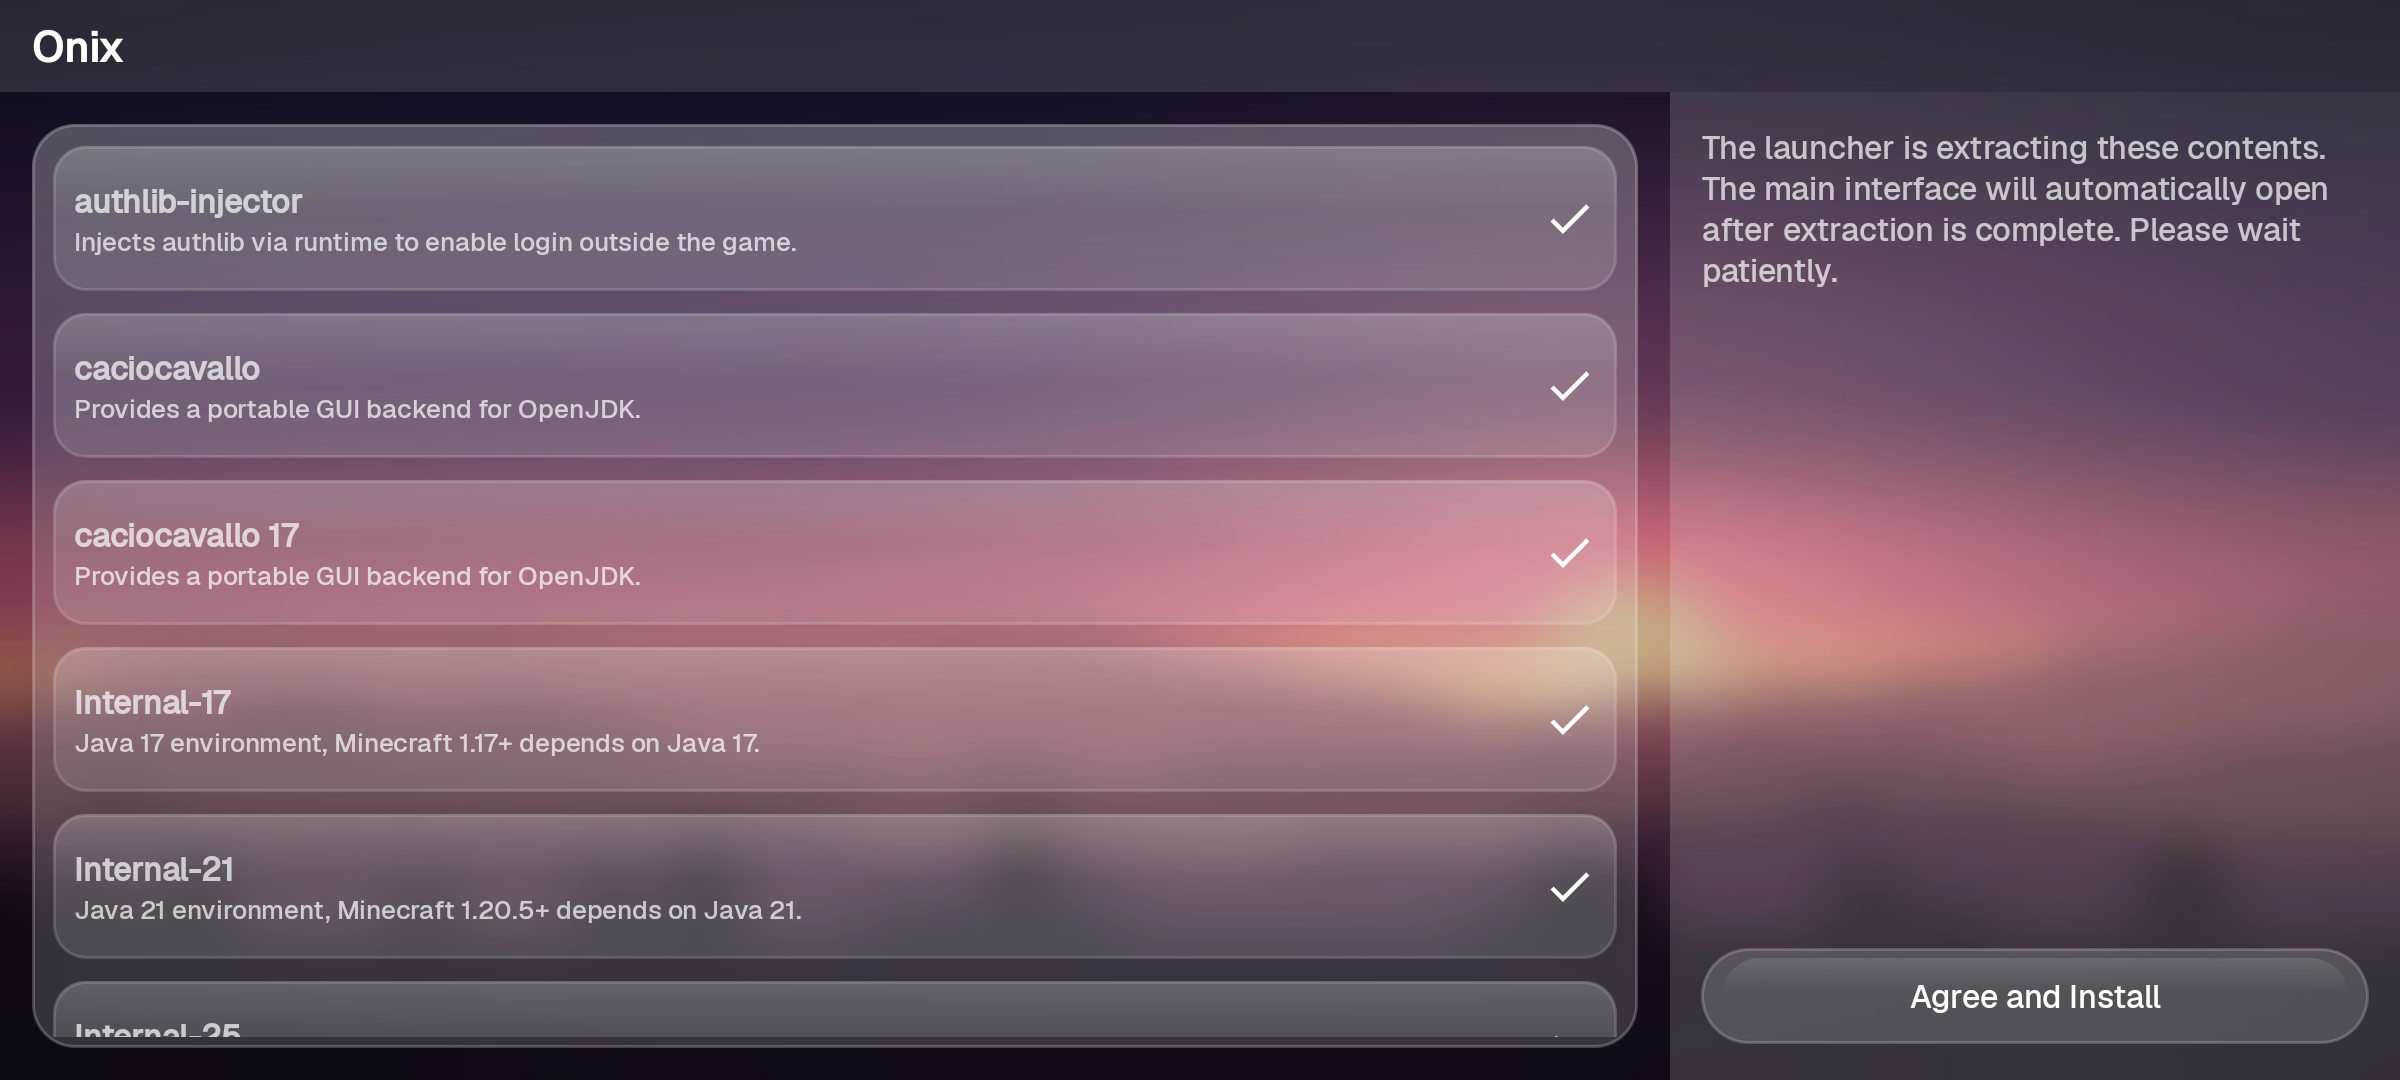 Onix
authlib-injector
Injects authlib via runtime to enable login outside the game.
caciocavallo
Provides a portable GUI backend for OpenJDK.
caciocavallo 17
Provides a portable GUI backend for OpenJDK.
Internal-17
Java 17 environment, Minecraft 1.17+ depends on Java 17.
Internal-21
Java 21 environment, Minecraft 1.20.5+ depends on Java 21.
Internal-25
The launcher is extracting these contents.
The main interface will automatically open
after extraction is complete. Please wait
patiently.
Agree and Install